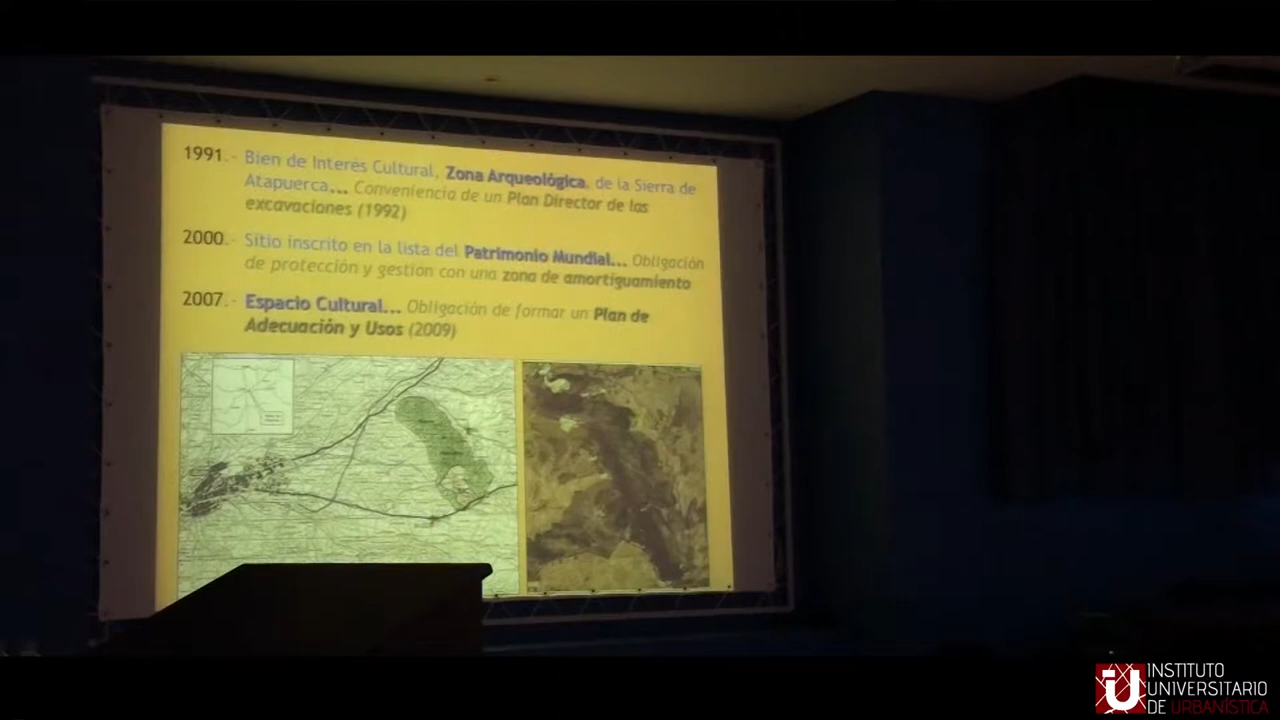 1991.- Bien de Interés Cultural, Zona Arqueológica, de la Sierra de
Atapuerca... Conveniencia de un Plan Director de las
excavaciones (1992)
2000.- Sitio inscrito en la lista del Patrimonio Mundial... Obligación
de protección y gestión con una zona de amortiguamiento
2007.- Espacio Cultural... Obligación de formar un Plan de
Adecuación y Usos (2009)
INSTITUTO
UNIVERSITARIO
DE URBANÍSTICA